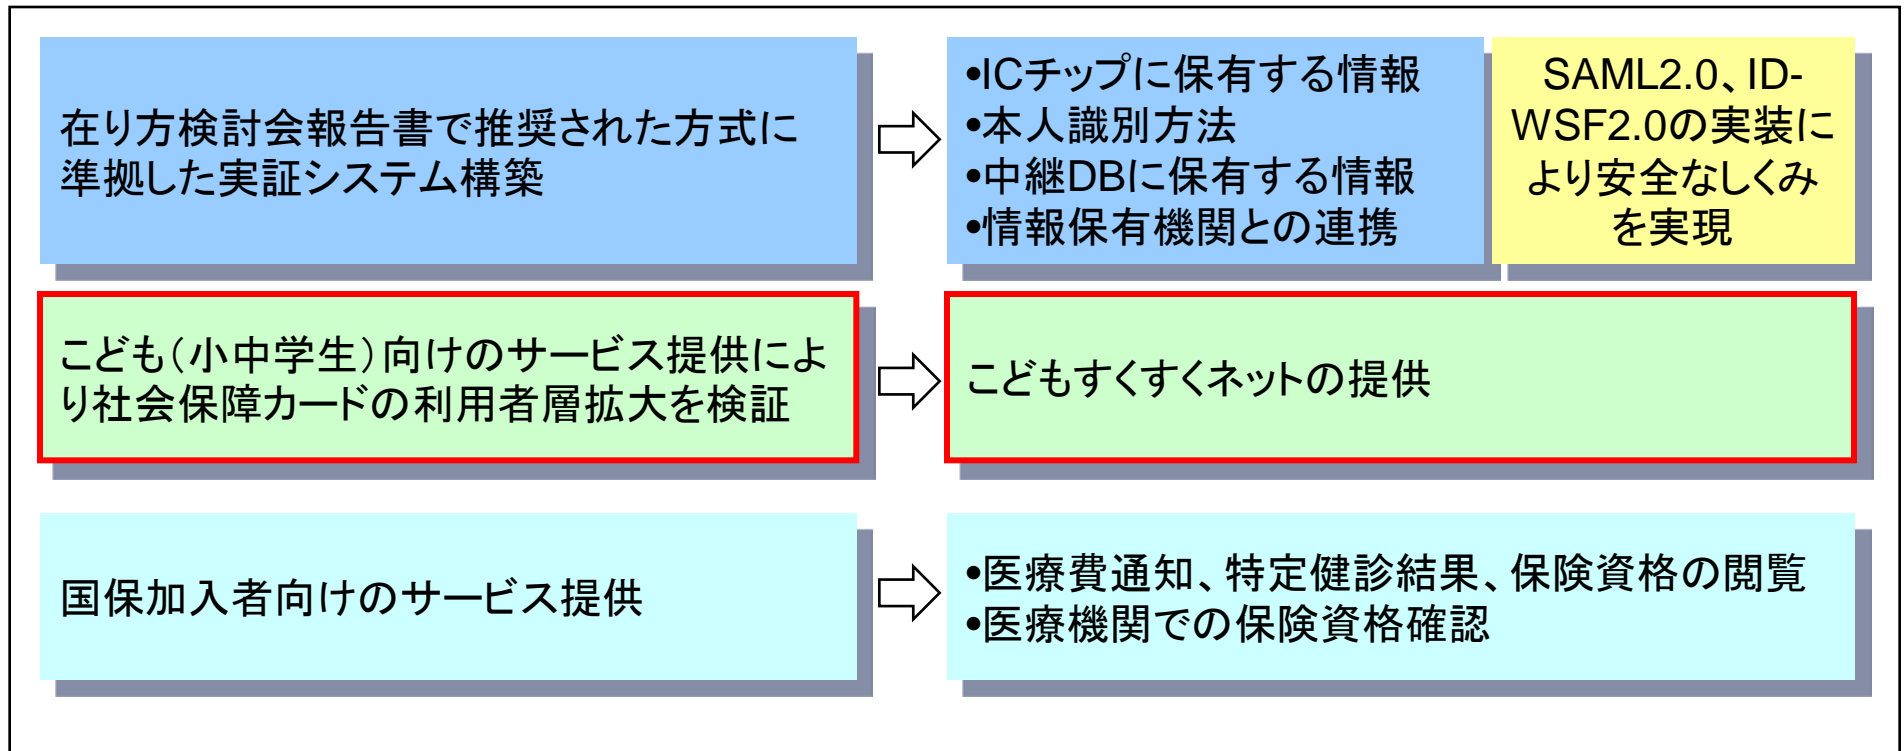 在り方検討会報告書で推奨された方式に
準拠した実証システム構築
•ICチップに保有する情報
•本人識別方法
•中継DBに保有する情報
•情報保有機関との連携
SAML2.0、ID-
WSF2.0の実装に
より安全なしくみ
を実現
こども（小中学生）向けのサービス提供によ
り社会保障カードの利用者層拡大を検証
こどもすくすくネットの提供
国保加入者向けのサービス提供
•医療費通知、特定健診結果、保険資格の閲覧
•医療機関での保険資格確認